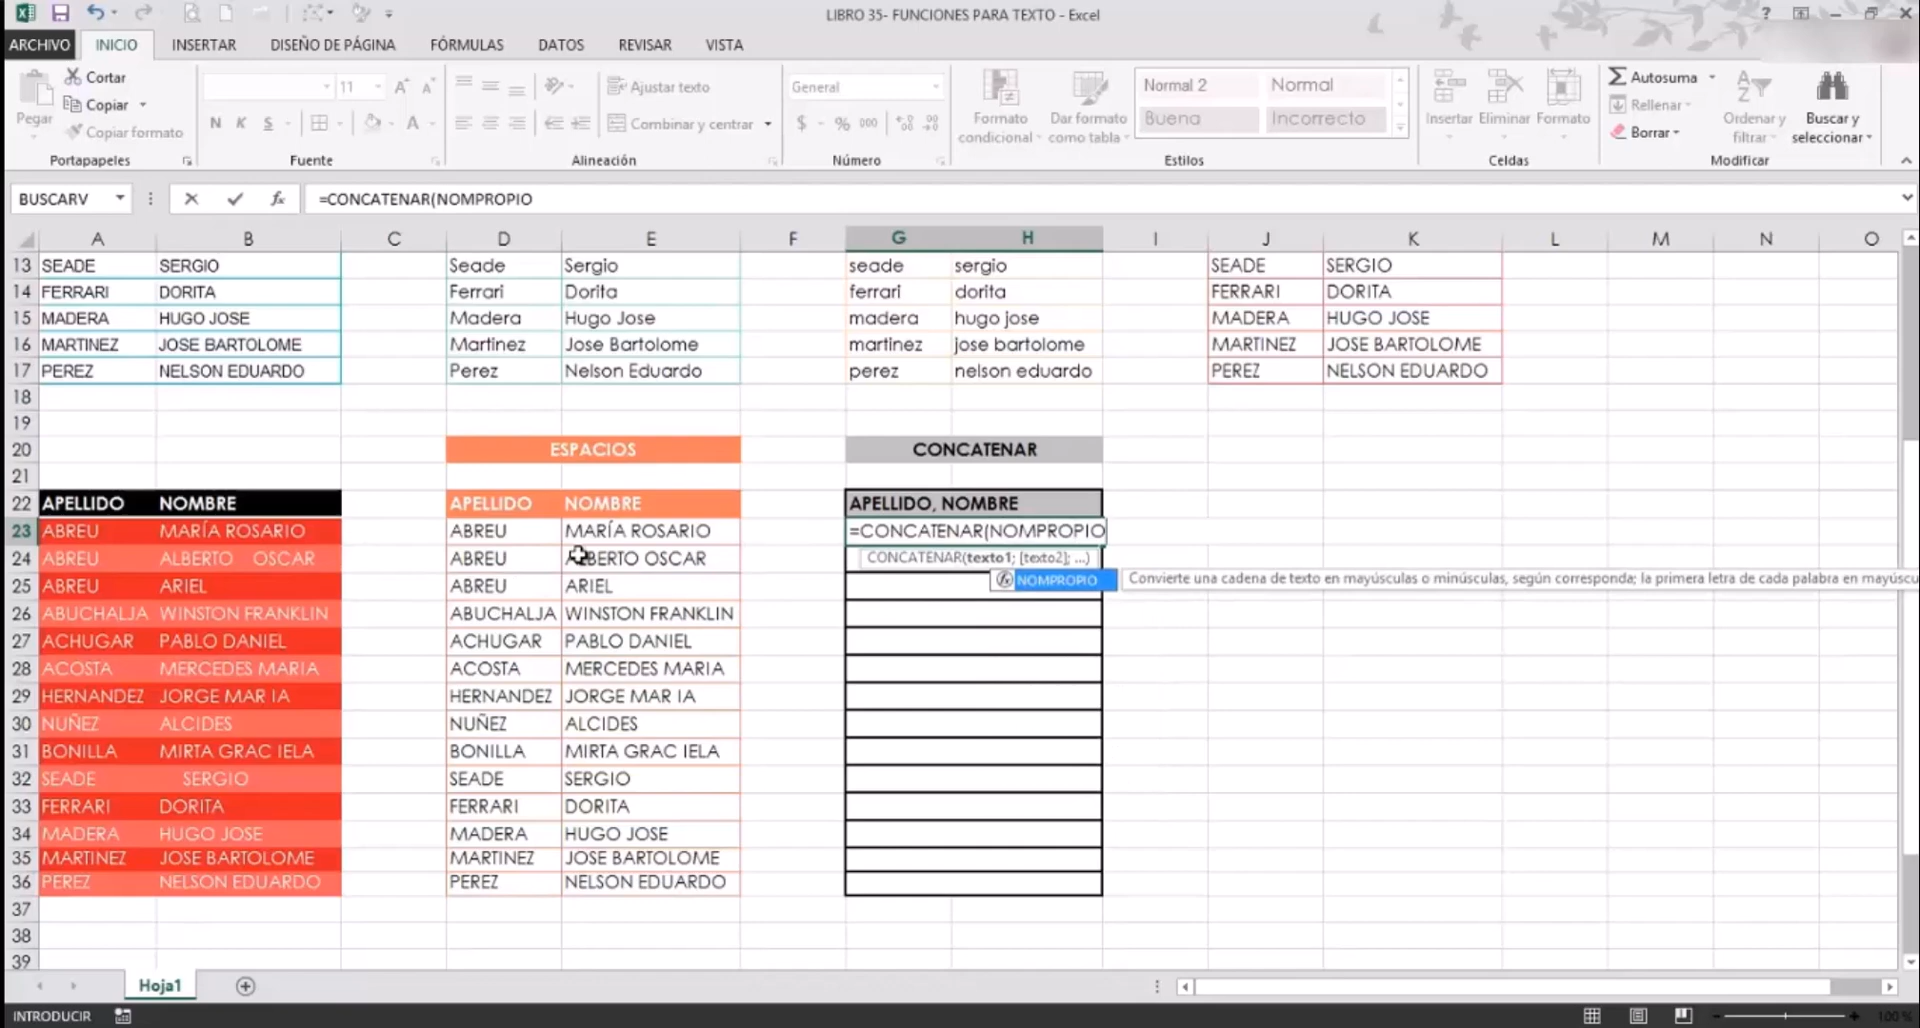 LIBRO 35- FUNCIONES PARA TEXTO - Excel
ARCHIVO INICIO INSERTAR DISEÑO DE PÁGINA FÓRMULAS DATOS REVISAR VISTA
Pegar
Cortar
Copiar
Copiar formato
Portapapeles
11
N K S
Fuente
Ajustar texto
Combinar y centrar
Alineación
General
$ % 000
Número
Formato condicional
Dar formato como tabla
Normal 2 Normal
Buena Incorrecto
Estilos
Insertar Eliminar Formato
Celdas
Autosuma
Rellenar
Borrar
Ordenar y filtrar
Buscar y seleccionar
Modificar
BUSCARV fx =CONCATENAR(NOMPROPIO
A B C D E F G H I J K L M N O
13 SEADE SERGIO Seade Sergio seade sergio SEADE SERGIO
14 FERRARI DORITA Ferrari Dorita ferrari dorita FERRARI DORITA
15 MADERA HUGO JOSE Madera Hugo Jose madera hugo jose MADERA HUGO JOSE
16 MARTINEZ JOSE BARTOLOME Martinez Jose Bartolome martinez jose bartolome MARTINEZ JOSE BARTOLOME
17 PEREZ NELSON EDUARDO Perez Nelson Eduardo perez nelson eduardo PEREZ NELSON EDUARDO
18
19
20 ESPACIOS CONCATENAR
21
22 APELLIDO NOMBRE APELLIDO NOMBRE APELLIDO, NOMBRE
23 ABREU MARÍA ROSARIO ABREU MARÍA ROSARIO =CONCATENAR(NOMPROPIO
24 ABREU ALBERTO OSCAR ABREU ALBERTO OSCAR CONCATENAR(texto1; [texto2]; ...)
NOMPROPIO Convierte una cadena de texto en mayúsculas o minúsculas, según corresponda; la primera letra de cada palabra en mayúscu
25 ABREU ARIEL ABREU ARIEL
26 ABUCHALJA WINSTON FRANKLIN ABUCHALJA WINSTON FRANKLIN
27 ACHUGAR PABLO DANIEL ACHUGAR PABLO DANIEL
28 ACOSTA MERCEDES MARIA ACOSTA MERCEDES MARIA
29 HERNANDEZ JORGE MAR IA HERNANDEZ JORGE MAR IA
30 NUÑEZ ALCIDES NUÑEZ ALCIDES
31 BONILLA MIRTA GRAC IELA BONILLA MIRTA GRAC IELA
32 SEADE SERGIO SEADE SERGIO
33 FERRARI DORITA FERRARI DORITA
34 MADERA HUGO JOSE MADERA HUGO JOSE
35 MARTINEZ JOSE BARTOLOME MARTINEZ JOSE BARTOLOME
36 PEREZ NELSON EDUARDO PEREZ NELSON EDUARDO
37
38
39
Hoja1
INTRODUCIR 100 %